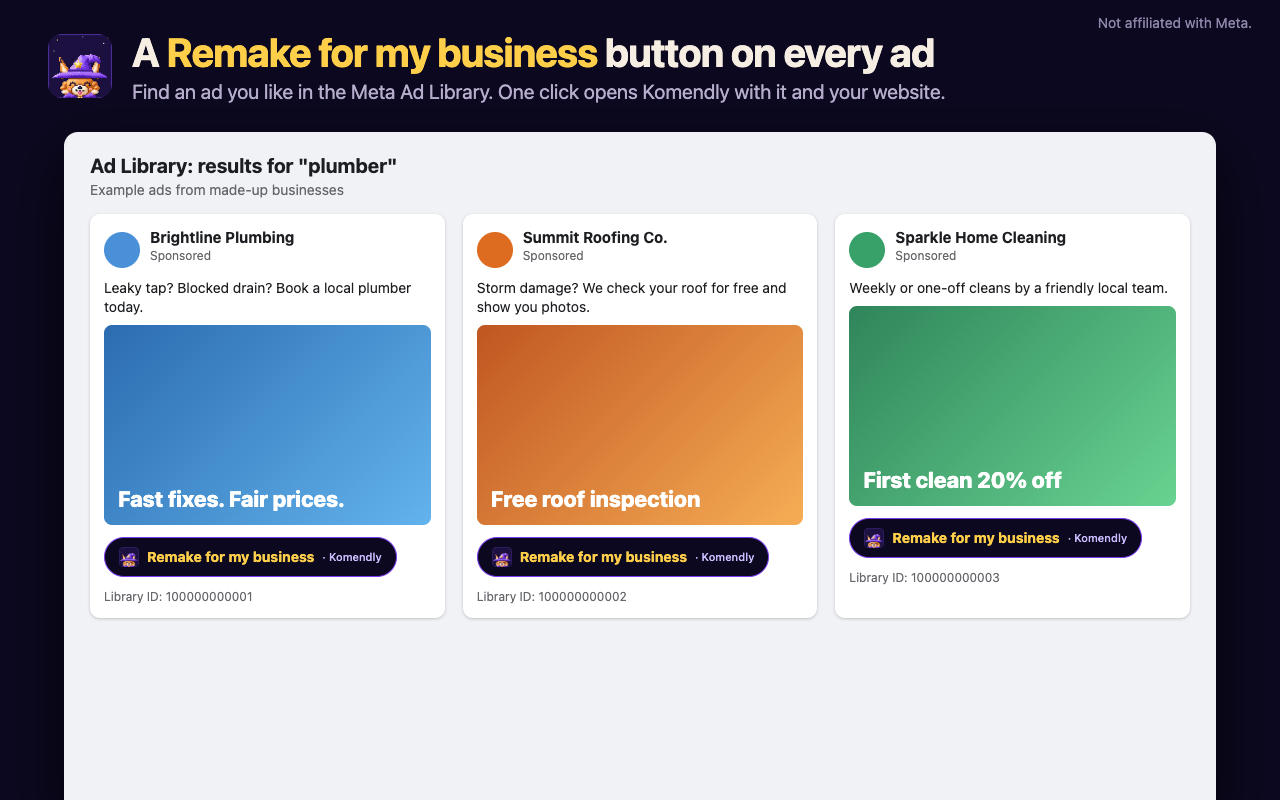 Not affiliated with Meta.
A Remake for my business button on every ad
Find an ad you like in the Meta Ad Library. One click opens Komendly with it and your website.
Ad Library: results for "plumber"
Example ads from made-up businesses
Brightline Plumbing
Sponsored
Leaky tap? Blocked drain? Book a local plumber
today.
Fast fixes. Fair prices.
Remake for my business · Komendly
Library ID: 100000000001
Summit Roofing Co.
Sponsored
Storm damage? We check your roof for free and
show you photos.
Free roof inspection
Remake for my business · Komendly
Library ID: 100000000002
Sparkle Home Cleaning
Sponsored
Weekly or one-off cleans by a friendly local team.
First clean 20% off
Remake for my business · Komendly
Library ID: 100000000003